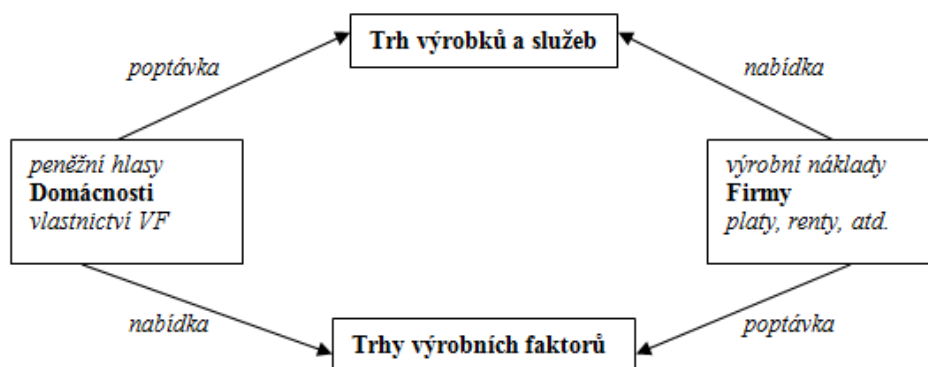 Trh výrobků a služeb
poptávka
nabídka
peněžní hlasy
Domácnosti
vlastnictví VF
výrobní náklady
Firmy
platy, renty, atd.
nabídka
poptávka
Trhy výrobních faktorů